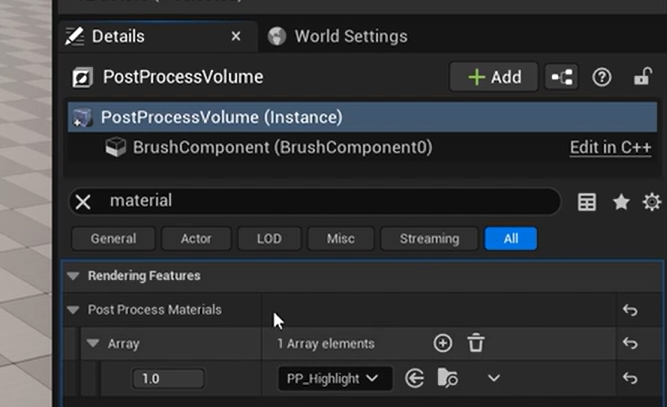 Details
World Settings
PostProcessVolume
Add
PostProcessVolume (Instance)
BrushComponent (BrushComponent0)
Edit in C++
material
General
Actor
LOD
Misc
Streaming
All
Rendering Features
Post Process Materials
Array
1 Array elements
1.0
PP_Highlight